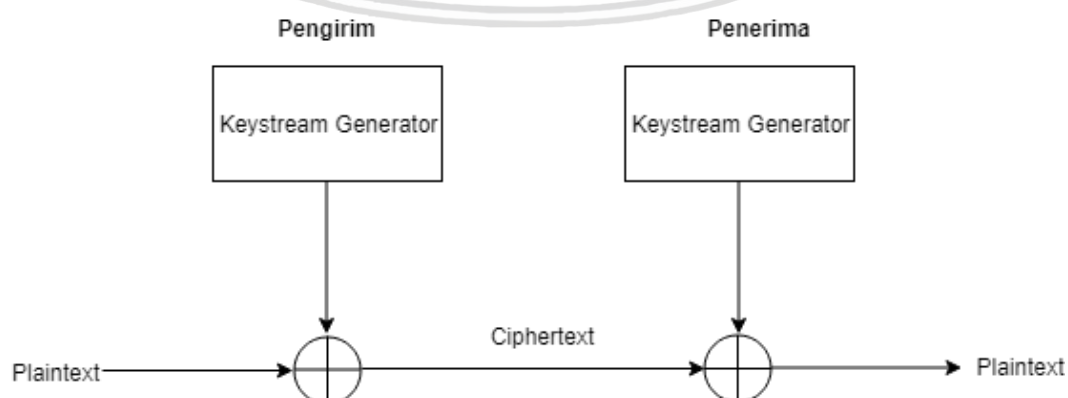 Pengirim
Penerima
Keystream Generator
Keystream Generator
Ciphertext
Plaintext
Plaintext